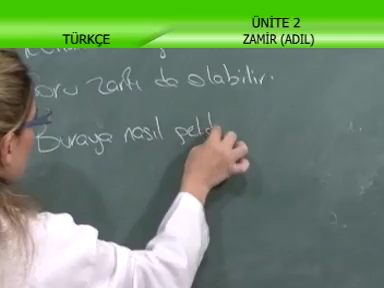 ÜNİTE 2
TÜRKÇE
ZAMİR (ADIL)
soru zarfı da olabilir.
Buraya nasıl geld